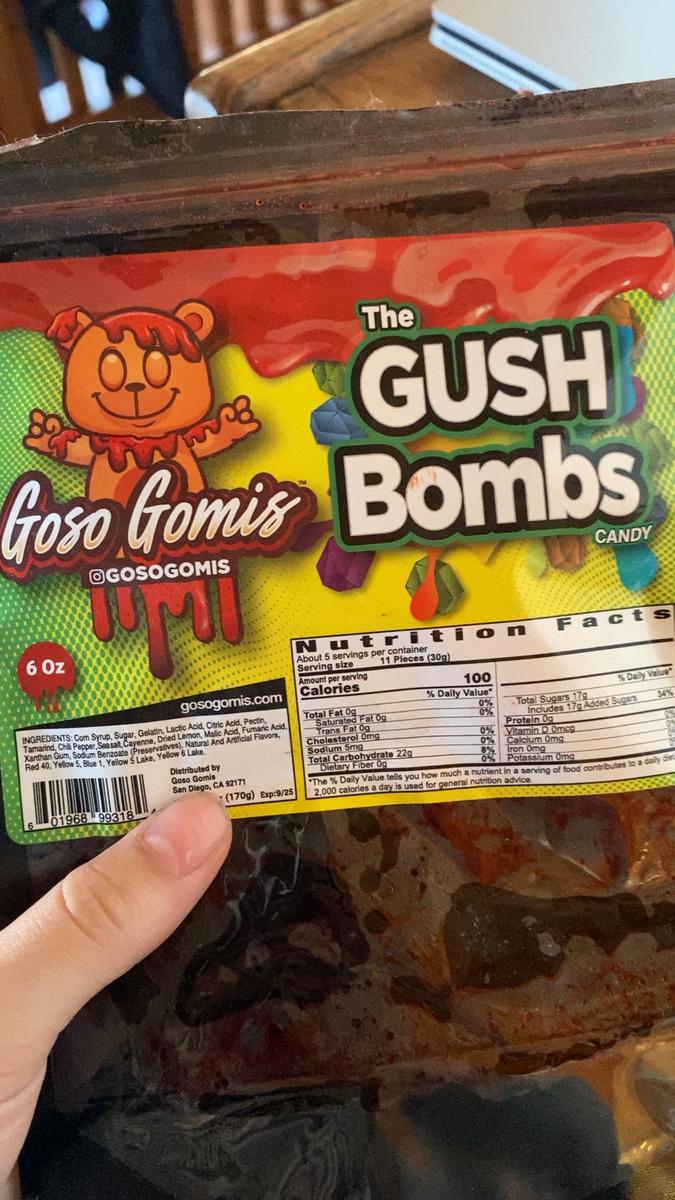 The
GUSH
Bombs
CANDY
Goso Gomis™
@GOSOGOMIS
6 Oz
gosogomis.com
INGREDIENTS: Corn Syrup, Sugar, Gelatin, Lactic Acid, Citric Acid, Pectin,
Tamarind, Chili Pepper, Sea salt, Cayenne, Dried Lemon, Malic Acid, Fumaric Acid,
Xanthan Gum, Sodium Benzoate (Preservatives), Natural And Artificial Flavors,
Red 40, Yellow 5, Blue 1, Yellow 5 Lake, Yellow 6 Lake.
Distributed by
Goso Gomis
San Diego, CA 92171
(170g) Exp:9/25
6 01968 99318
Nutrition Facts
About 5 servings per container
Serving size 11 Pieces (30g)
Amount per serving
Calories 100
% Daily Value*
Total Fat 0g 0%
Saturated Fat 0g 0%
Trans Fat 0g
Cholesterol 0mg 0%
Sodium 5mg 0%
Total Carbohydrate 22g 8%
Dietary Fiber 0g 0%
% Daily Value*
Total Sugars 17g
Includes 17g Added Sugars 34%
Protein 0g 0%
Vitamin D 0mcg 0%
Calcium 0mg
Iron 0mg
Potassium 0mg
*The % Daily Value tells you how much a nutrient in a serving of food contributes to a daily
2,000 calories a day is used for general nutrition advice.